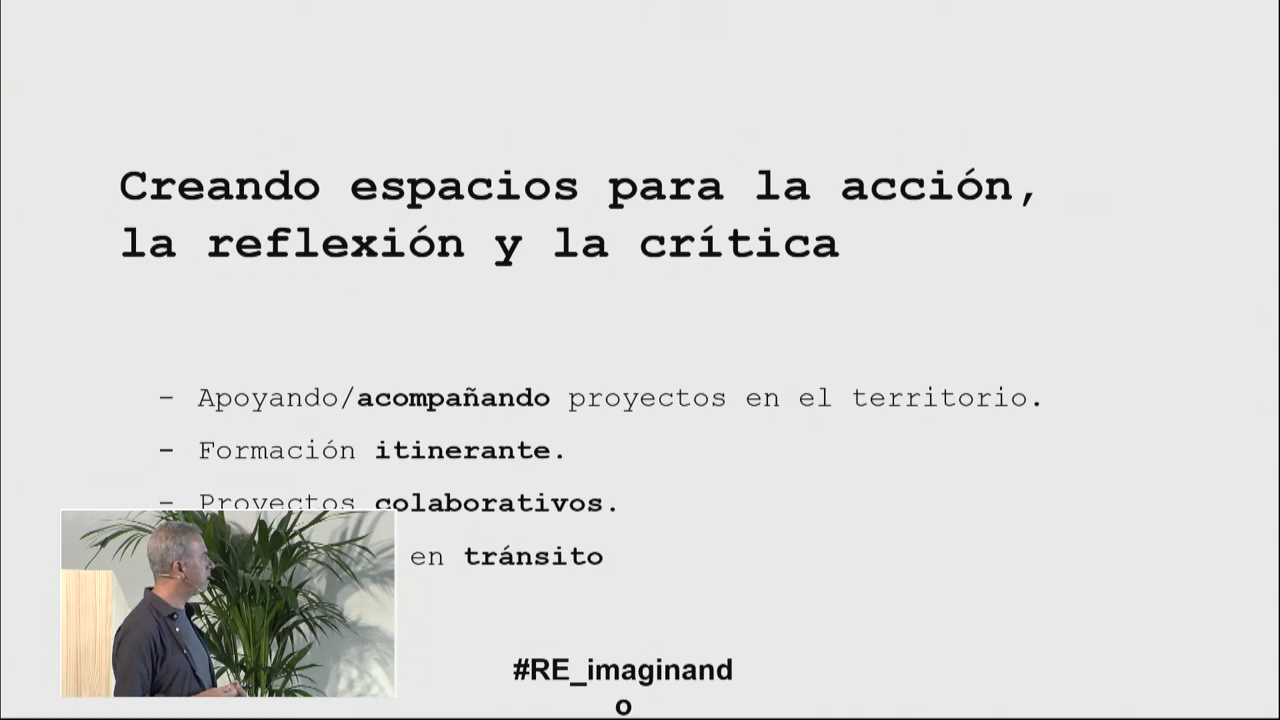 Creando espacios para la acción,
la reflexión y la crítica
- Apoyando/acompañando proyectos en el territorio.
- Formación itinerante.
- Proyectos colaborativos.
en tránsito
#RE_imaginand
o